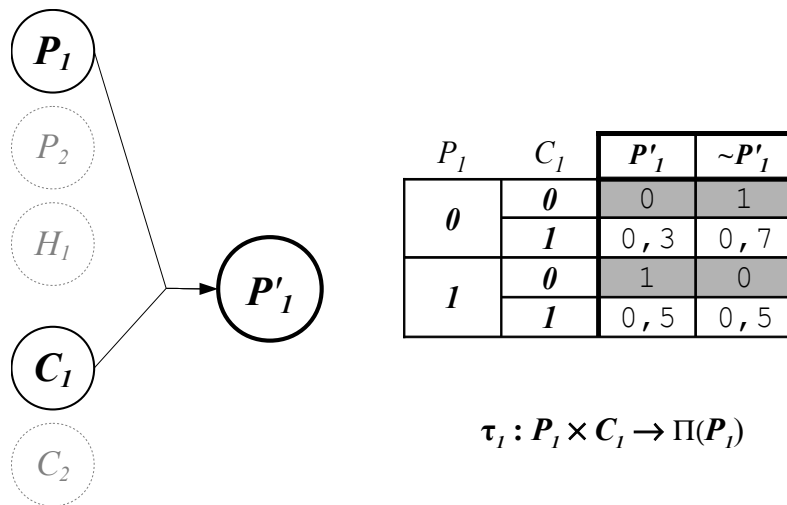 P₁
P₂
H₁
C₁
C₂
P'₁
P₁ C₁ P'₁ ~P'₁
0 0 0 1
1 0,3 0,7
1 0 1 0
1 0,5 0,5
τ₁ : P₁ × C₁ → Π(P₁)